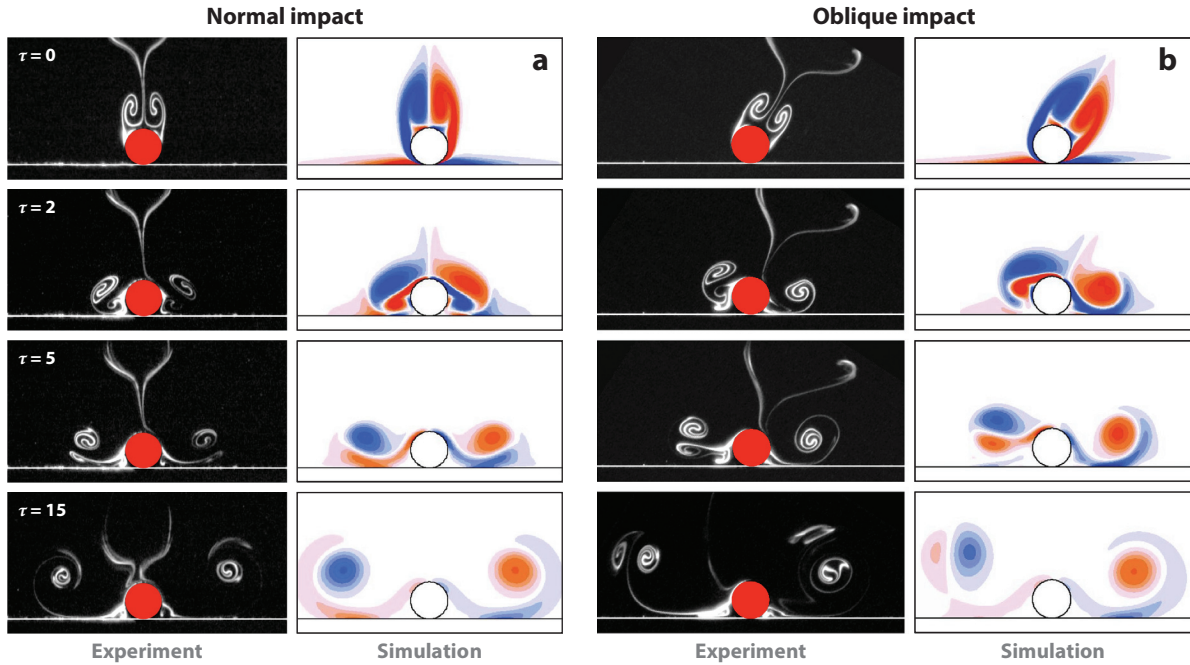 Normal impact
Oblique impact
τ = 0
a
b
τ = 2
τ = 5
τ = 15
Experiment
Simulation
Experiment
Simulation